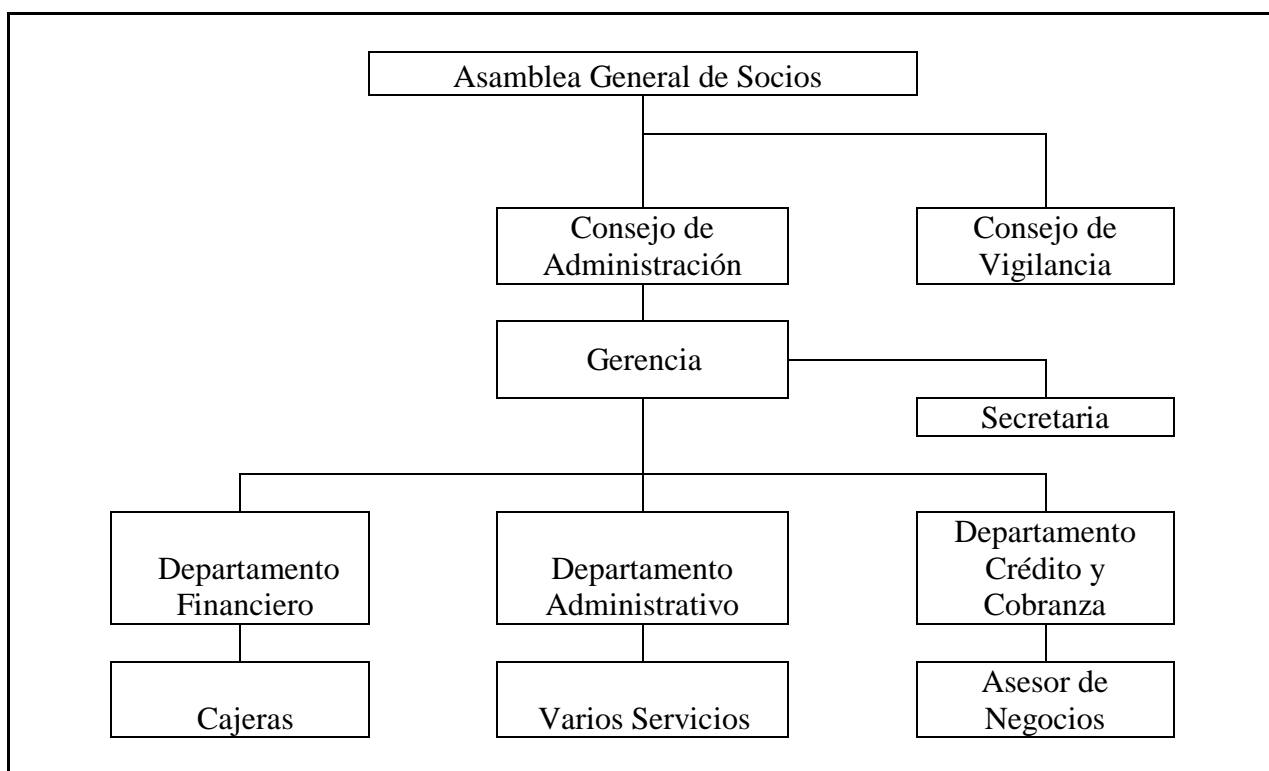 Asamblea General de Socios
Consejo de
Administración
Consejo de
Vigilancia
Gerencia
Secretaria
Departamento
Financiero
Departamento
Administrativo
Departamento
Crédito y
Cobranza
Cajeras
Varios Servicios
Asesor de
Negocios